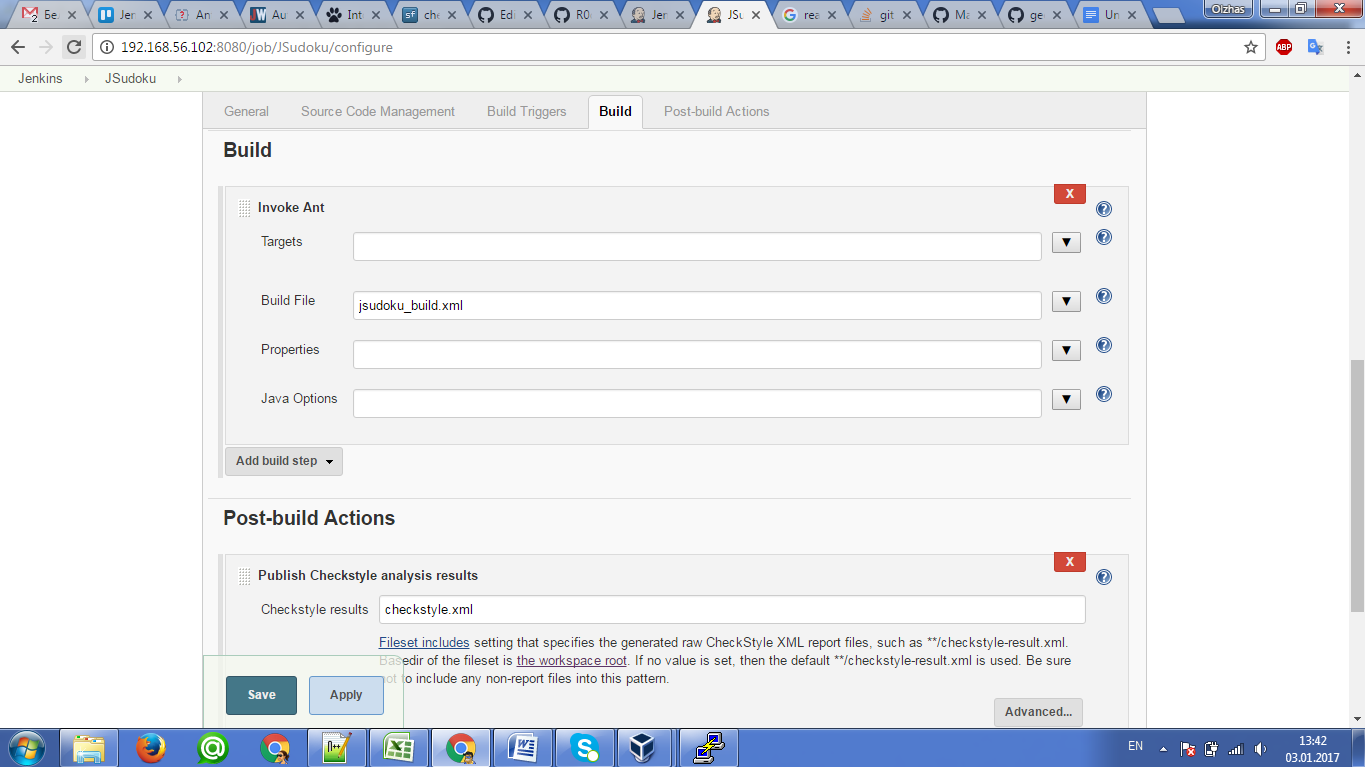 2 Бе
Jer
An
Au
Int
sf che
Edi
R0
Jer
JSu
rea
git
Ma
ge
Un
Olzhas
192.168.56.102:8080/job/JSudoku/configure
ABP
Jenkins JSudoku
General Source Code Management Build Triggers Build Post-build Actions
Build
X
Invoke Ant
Targets
Build File jsudoku_build.xml
Properties
Java Options
Add build step
Post-build Actions
X
Publish Checkstyle analysis results
Checkstyle results checkstyle.xml
Fileset includes setting that specifies the generated raw CheckStyle XML report files, such as **/checkstyle-result.xml.
Basedir of the fileset is the workspace root. If no value is set, then the default **/checkstyle-result.xml is used. Be sure
not to include any non-report files into this pattern.
Save Apply
Advanced...
EN
13:42
03.01.2017